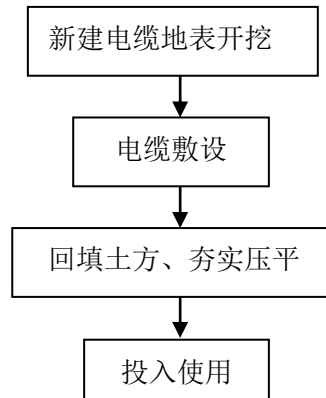 新建电缆地表开挖
电缆敷设
回填土方、夯实压平
投入使用